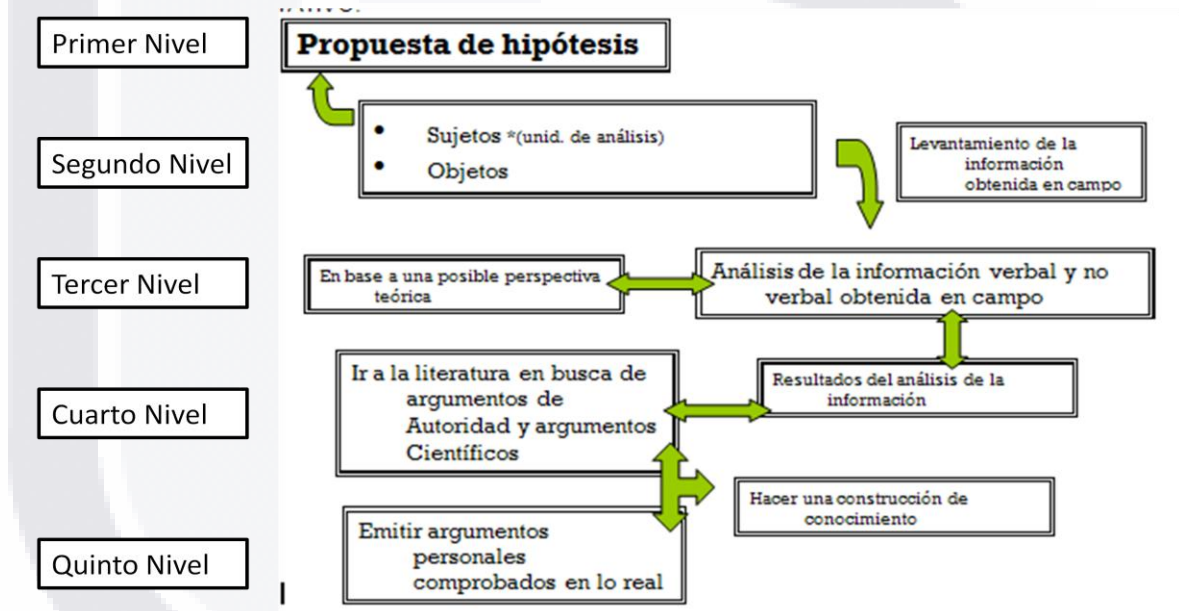 Primer Nivel
Propuesta de hipótesis
Segundo Nivel
• Sujetos *(unid. de análisis)
• Objetos
Levantamiento de la
información
obtenida en campo
Tercer Nivel
En base a una posible perspectiva
teórica
Análisis de la información verbal y no
verbal obtenida en campo
Cuarto Nivel
Ir a la literatura en busca de
argumentos de
Autoridad y argumentos
Científicos
Resultados del análisis de la
información
Hacer una construcción de
conocimiento
Quinto Nivel
Emitir argumentos
personales
comprobados en lo real